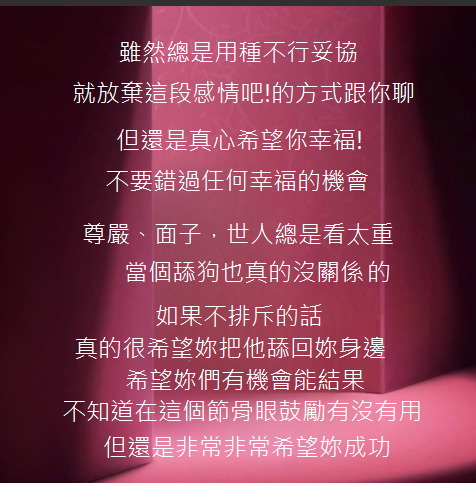 雖然總是用種不行妥協
就放棄這段感情吧!的方式跟你聊
但還是真心希望你幸福!
不要錯過任何幸福的機會
尊嚴、面子，世人總是看太重
當個舔狗也真的沒關係的
如果不排斥的話
真的很希望妳把他舔回妳身邊
希望妳們有機會能結果
不知道在這個節骨眼鼓勵有沒有用
但還是非常非常希望妳成功